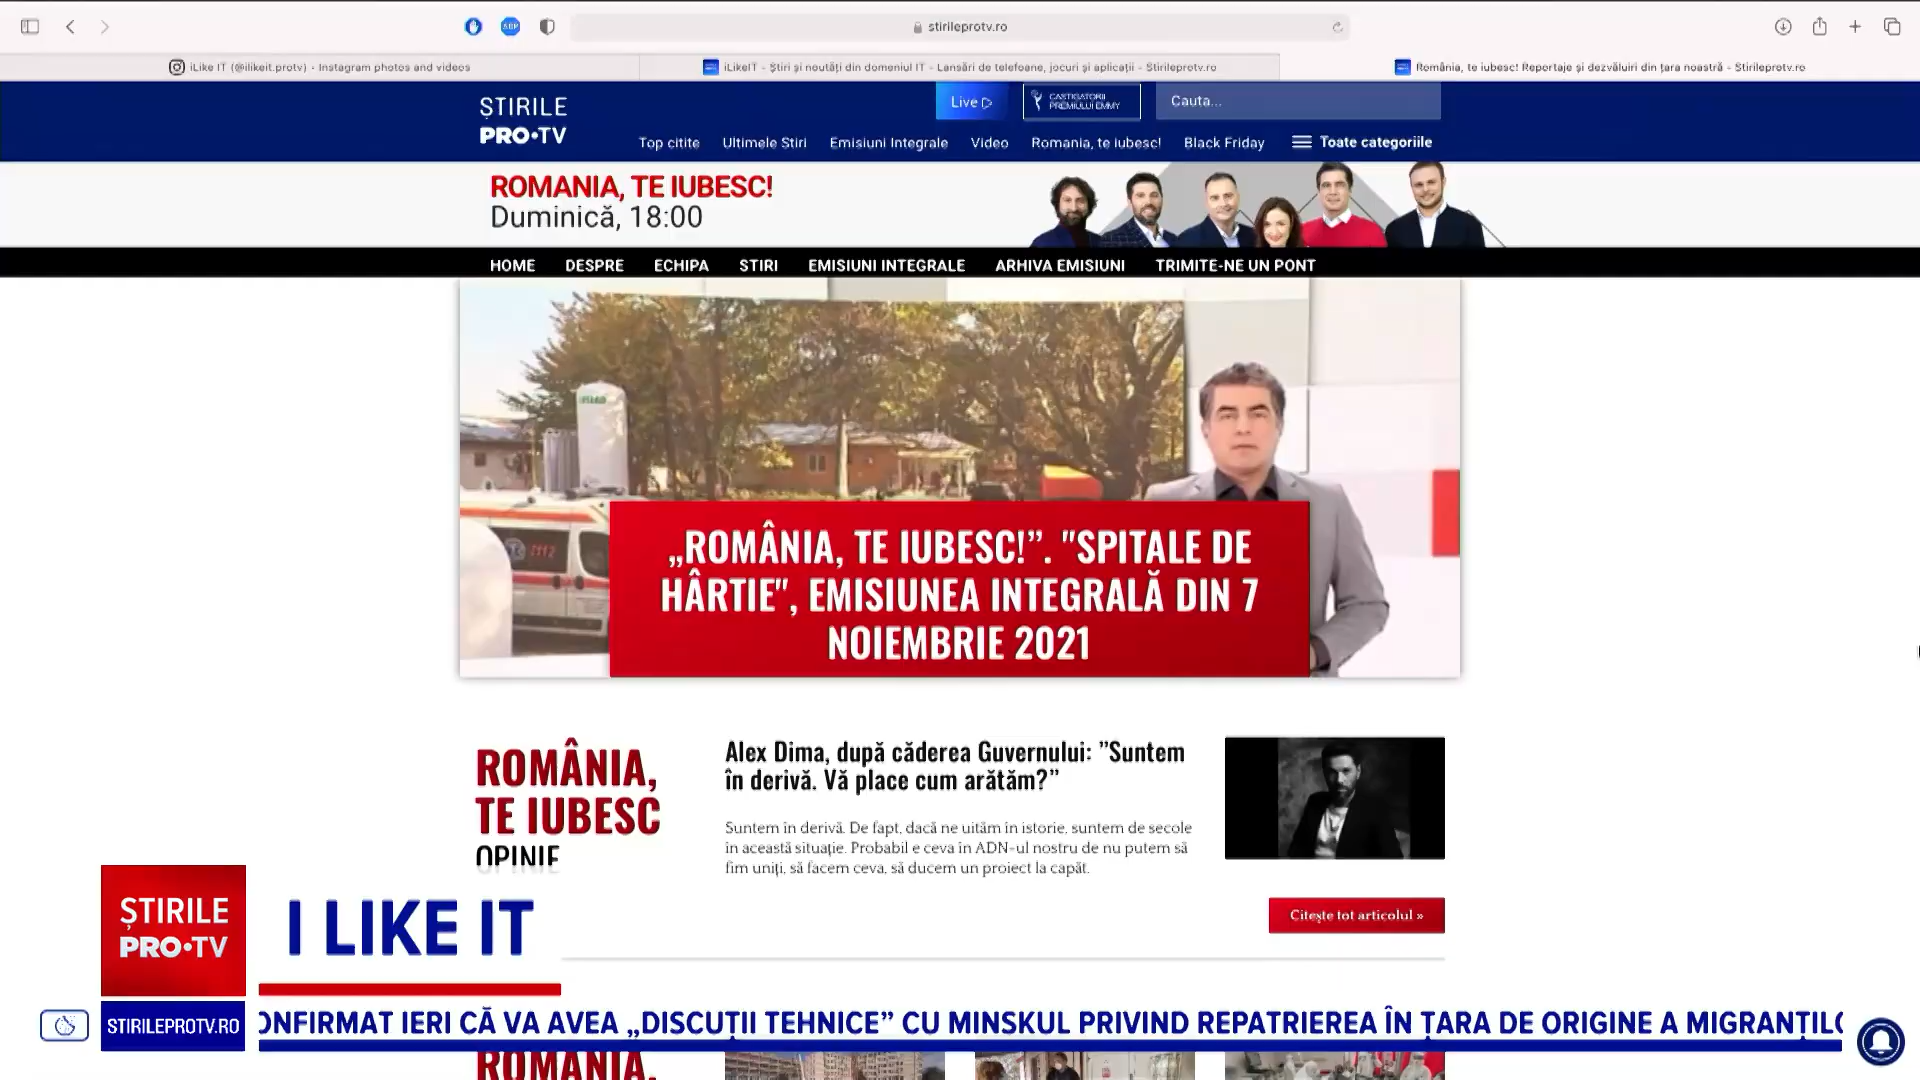 stirileprotv.ro
iLike IT (@ilikeit.protv) • Instagram photos and videos
iLikeIT - Știri și noutăți din domeniul IT - Lansări de telefoane, jocuri și aplicații - Stirileprotv.ro
România, te iubesc! Reportaje și dezvăluiri din țara noastră - Stirileprotv.ro
ȘTIRILE
PRO•TV
Live
CASTIGATORII
PREMIULUI EMMY
Cauta...
Top citite
Ultimele Stiri
Emisiuni Integrale
Video
Romania, te iubesc!
Black Friday
Toate categoriile
ROMANIA, TE IUBESC!
Duminică, 18:00
HOME
DESPRE
ECHIPA
STIRI
EMISIUNI INTEGRALE
ARHIVA EMISIUNI
TRIMITE-NE UN PONT
112
„ROMÂNIA, TE IUBESC!”. "SPITALE DE
HÂRTIE", EMISIUNEA INTEGRALĂ DIN 7
NOIEMBRIE 2021
ROMÂNIA,
TE IUBESC
OPINIE
Alex Dima, după căderea Guvernului: ”Suntem
în derivă. Vă place cum arătăm?”
Suntem în derivă. De fapt, dacă ne uităm în istorie, suntem de secole
în această situație. Probabil e ceva în ADN-ul nostru de nu putem să
fim uniți, să facem ceva, să ducem un proiect la capăt.
Citește tot articolul »
ȘTIRILE
PRO•TV
I LIKE IT
STIRILEPROTV.RO
ONFIRMAT IERI CĂ VA AVEA „DISCUȚII TEHNICE” CU MINSKUL PRIVIND REPATRIEREA ÎN ȚARA DE ORIGINE A MIGRANȚILO
ROMÂNIA,